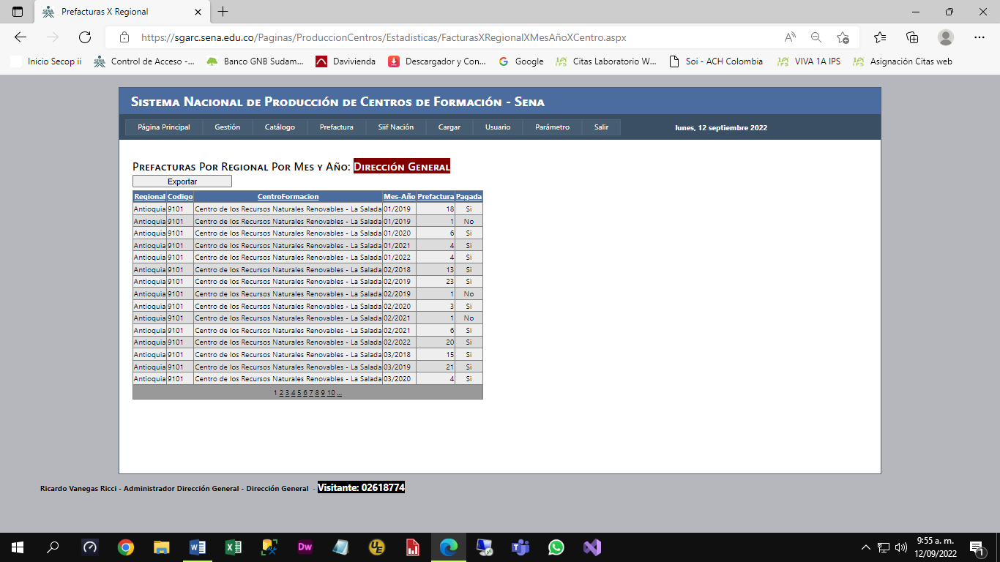 Prefacturas X Regional
https://sgarc.sena.edu.co/Paginas/ProduccionCentros/Estadisticas/FacturasXRegionalXMesAñoXCentro.aspx
Inicio Secop ii Control de Acceso -... Banco GNB Sudam... Davivienda Descargador y Con... Google Citas Laboratorio W... Soi - ACH Colombia VIVA 1A IPS Asignación Citas web
Sistema Nacional de Producción de Centros de Formación - Sena
Página Principal Gestión Catálogo Prefactura Siif Nación Cargar Usuario Parámetro Salir lunes, 12 septiembre 2022
Prefacturas Por Regional Por Mes y Año: Dirección General
Exportar
Regional Codigo CentroFormacion Mes-Año Prefactura Pagada
Antioquia 9101 Centro de los Recursos Naturales Renovables - La Salada 01/2019 18 Si
Antioquia 9101 Centro de los Recursos Naturales Renovables - La Salada 01/2019 1 No
Antioquia 9101 Centro de los Recursos Naturales Renovables - La Salada 01/2020 6 Si
Antioquia 9101 Centro de los Recursos Naturales Renovables - La Salada 01/2021 4 Si
Antioquia 9101 Centro de los Recursos Naturales Renovables - La Salada 01/2022 4 Si
Antioquia 9101 Centro de los Recursos Naturales Renovables - La Salada 02/2018 13 Si
Antioquia 9101 Centro de los Recursos Naturales Renovables - La Salada 02/2019 23 Si
Antioquia 9101 Centro de los Recursos Naturales Renovables - La Salada 02/2019 1 No
Antioquia 9101 Centro de los Recursos Naturales Renovables - La Salada 02/2020 3 Si
Antioquia 9101 Centro de los Recursos Naturales Renovables - La Salada 02/2021 1 No
Antioquia 9101 Centro de los Recursos Naturales Renovables - La Salada 02/2021 6 Si
Antioquia 9101 Centro de los Recursos Naturales Renovables - La Salada 02/2022 20 Si
Antioquia 9101 Centro de los Recursos Naturales Renovables - La Salada 03/2018 15 Si
Antioquia 9101 Centro de los Recursos Naturales Renovables - La Salada 03/2019 21 Si
Antioquia 9101 Centro de los Recursos Naturales Renovables - La Salada 03/2020 4 Si
1 2 3 4 5 6 7 8 9 10 ...
Ricardo Vanegas Ricci - Administrador Dirección General - Dirección General - Visitante: 02618774
Dw
9:55 a. m.
12/09/2022
1